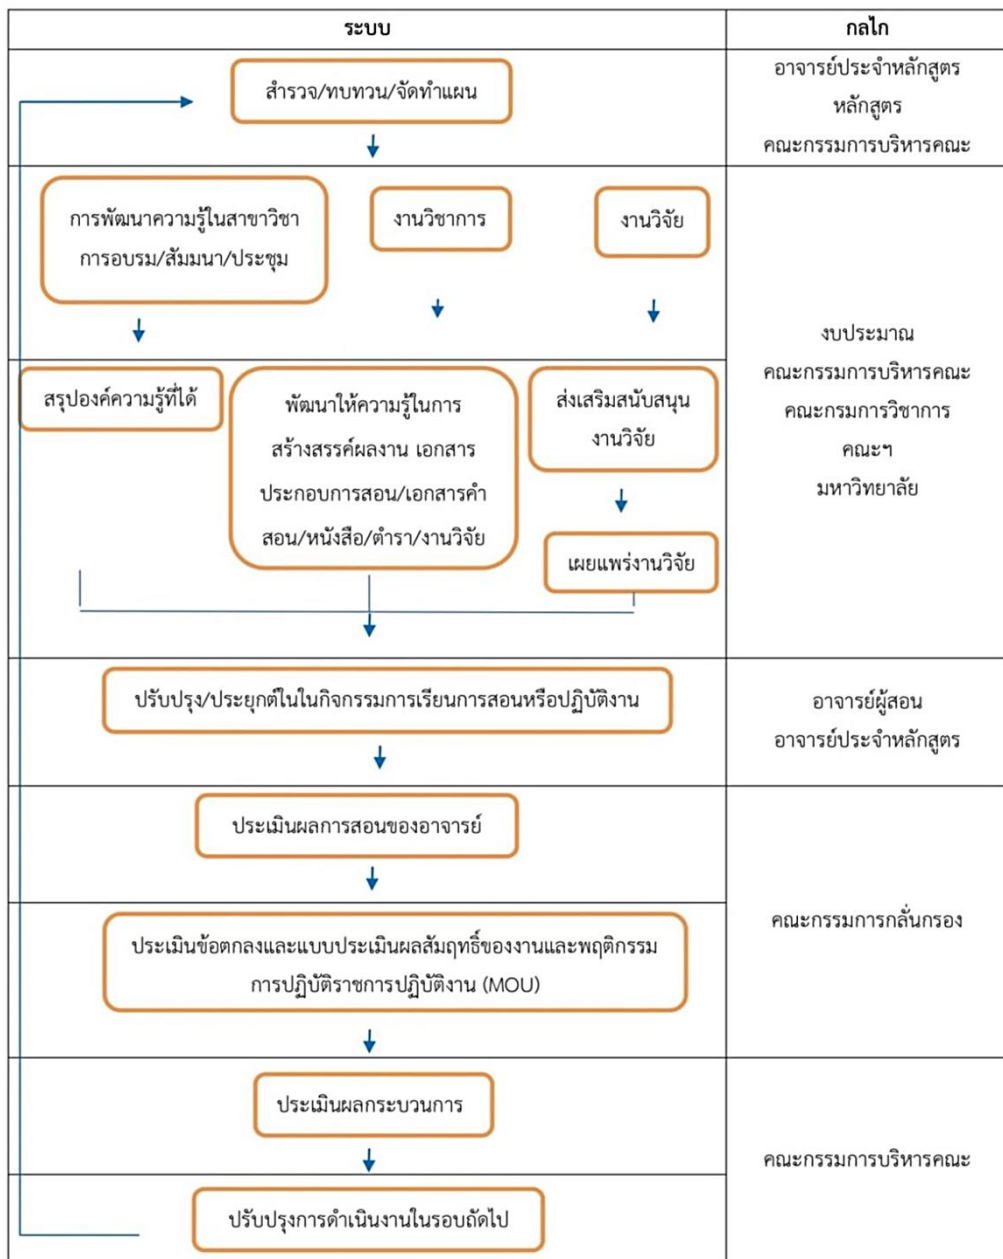 ระบบ
กลไก
สำรวจ/ทบทวน/จัดทำแผน
อาจารย์ประจำหลักสูตร
หลักสูตร
คณะกรรมการบริหารคณะ
การพัฒนาความรู้ในสาขาวิชา
การอบรม/สัมมนา/ประชุม
งานวิชาการ
งานวิจัย
สรุปองค์ความรู้ที่ได้
พัฒนาให้ความรู้ในการ
สร้างสรรค์ผลงาน เอกสาร
ประกอบการสอน/เอกสารคำ
สอน/หนังสือ/ตำรา/งานวิจัย
ส่งเสริมสนับสนุน
งานวิจัย
เผยแพร่งานวิจัย
งบประมาณ
คณะกรรมการบริหารคณะ
คณะกรมการวิชาการ
คณะฯ
มหาวิทยาลัย
ปรับปรุง/ประยุกต์ในในกิจกรรมการเรียนการสอนหรือปฏิบัติงาน
อาจารย์ผู้สอน
อาจารย์ประจำหลักสูตร
ประเมินผลการสอนของอาจารย์
ประเมินข้อตกลงและแบบประเมินผลสัมฤทธิ์ของงานและพฤติกรรม
การปฏิบัติราชการปฏิบัติงาน (MOU)
คณะกรรมการกลั่นกรอง
ประเมินผลกระบวนการ
ปรับปรุงการดำเนินงานในรอบถัดไป
คณะกรรมการบริหารคณะ